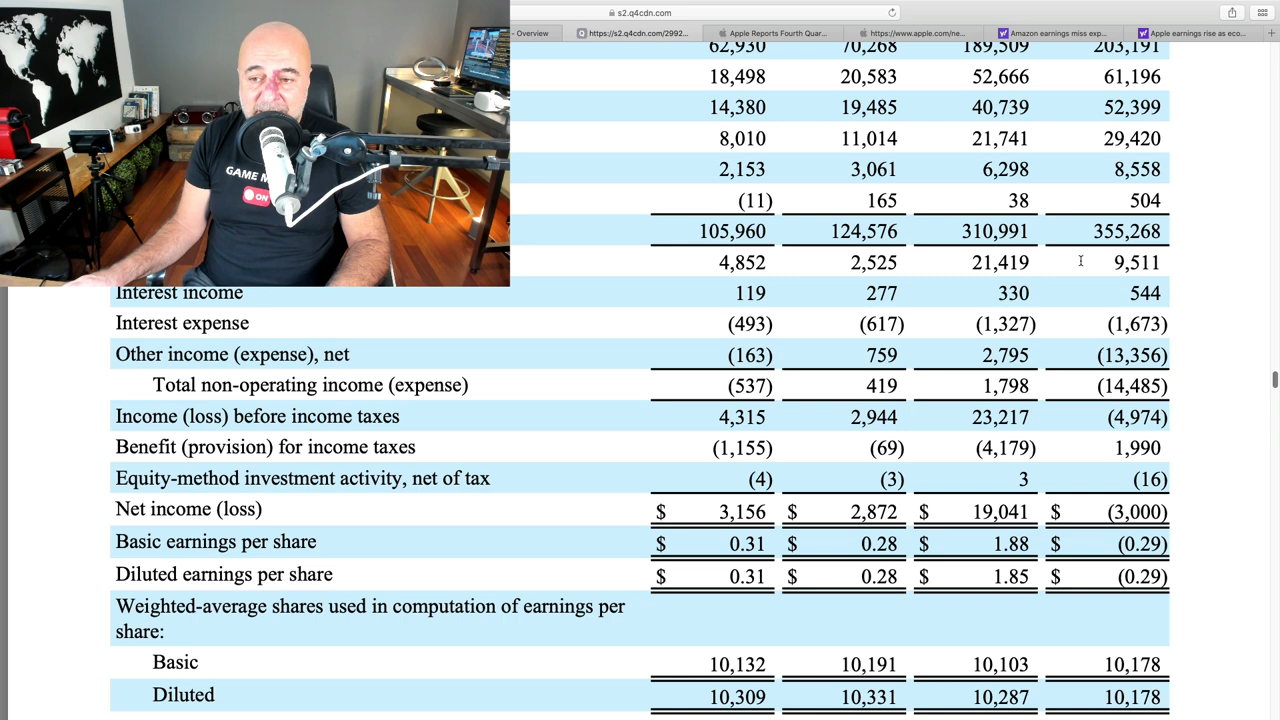 s2.q4cdn.com
- Overview
https://s2.q4cdn.com/2992...
Apple Reports Fourth Quar...
https://www.apple.com/ne...
Amazon earnings miss exp...
Apple earnings rise as eco...
62,930 70,268 189,509 203,191
18,498 20,583 52,666 61,196
14,380 19,485 40,739 52,399
8,010 11,014 21,741 29,420
2,153 3,061 6,298 8,558
(11) 165 38 504
105,960 124,576 310,991 355,268
4,852 2,525 21,419 9,511
Interest income 119 277 330 544
Interest expense (493) (617) (1,327) (1,673)
Other income (expense), net (163) 759 2,795 (13,356)
Total non-operating income (expense) (537) 419 1,798 (14,485)
Income (loss) before income taxes 4,315 2,944 23,217 (4,974)
Benefit (provision) for income taxes (1,155) (69) (4,179) 1,990
Equity-method investment activity, net of tax (4) (3) 3 (16)
Net income (loss) $ 3,156 $ 2,872 $ 19,041 $ (3,000)
Basic earnings per share $ 0.31 $ 0.28 $ 1.88 $ (0.29)
Diluted earnings per share $ 0.31 $ 0.28 $ 1.85 $ (0.29)
Weighted-average shares used in computation of earnings per
share:
Basic 10,132 10,191 10,103 10,178
Diluted 10,309 10,331 10,287 10,178
GAME
ON